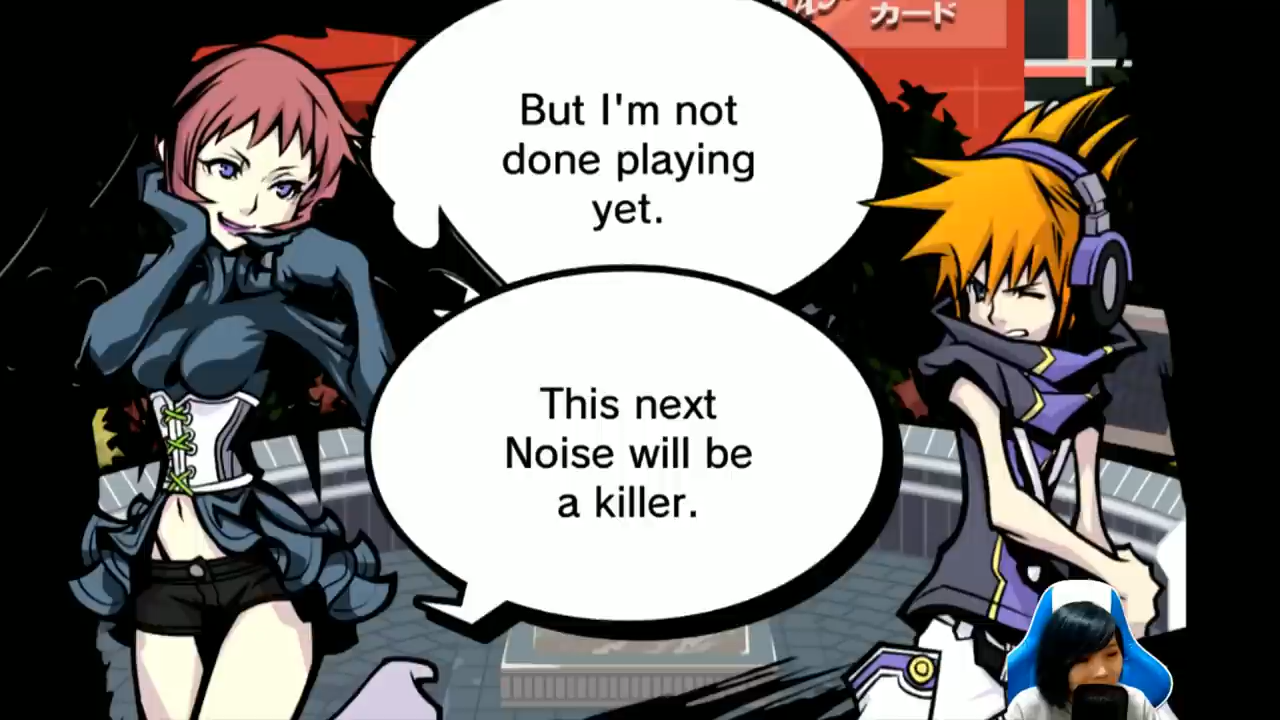 カード
But I'm not
done playing
yet.
This next
Noise will be
a killer.